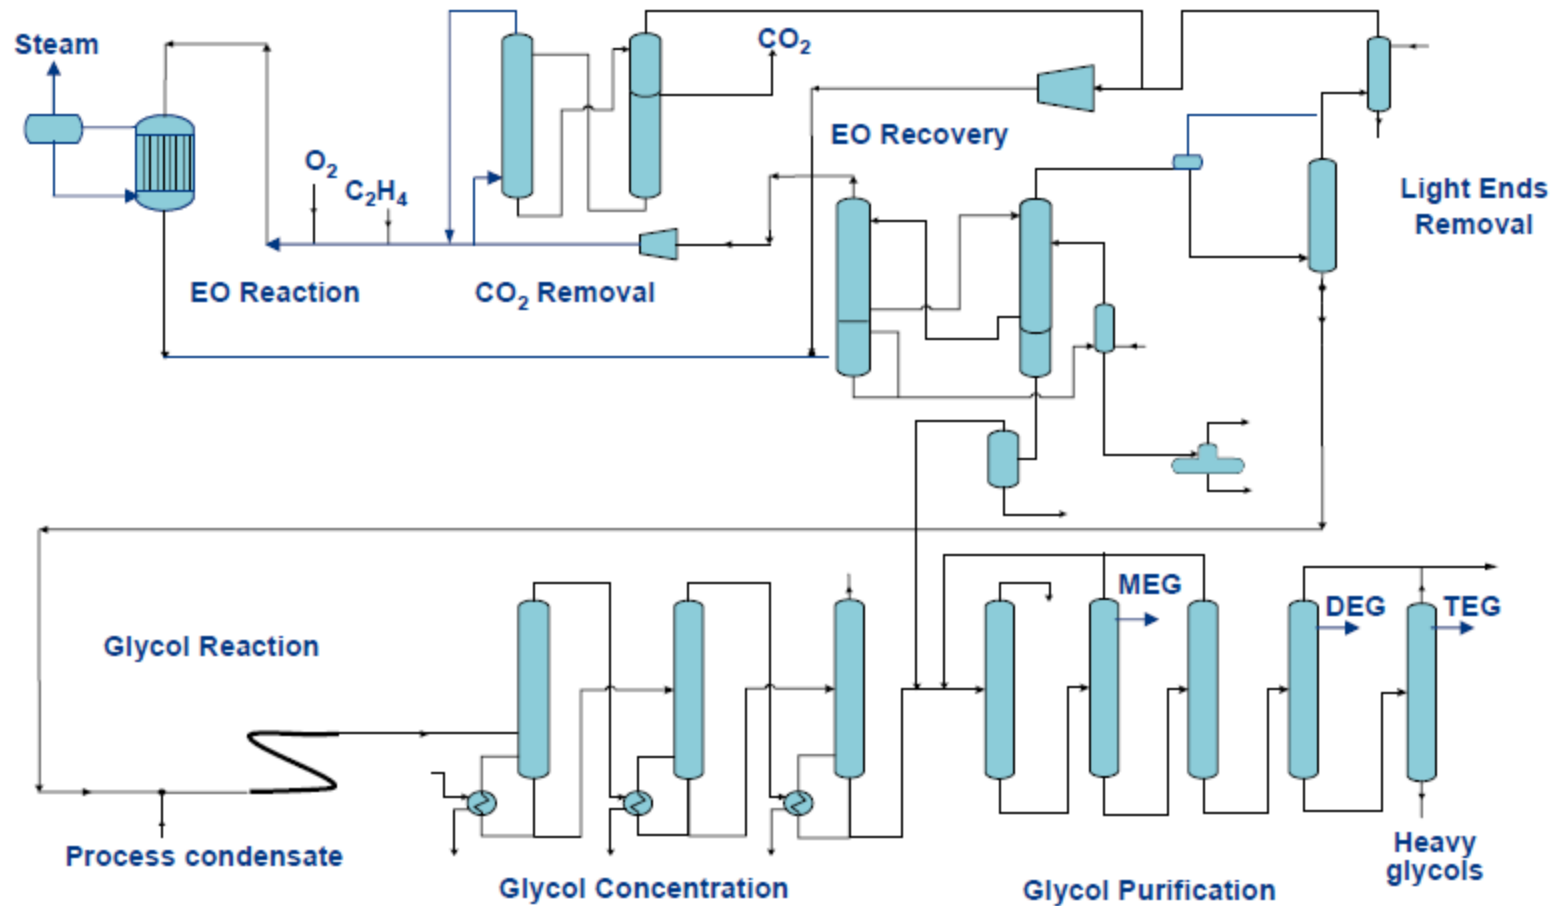 Steam
CO₂
O₂
C₂H₄
EO Recovery
Light Ends
Removal
EO Reaction
CO₂ Removal
MEG
DEG
TEG
Glycol Reaction
Process condensate
Heavy
glycols
Glycol Concentration
Glycol Purification